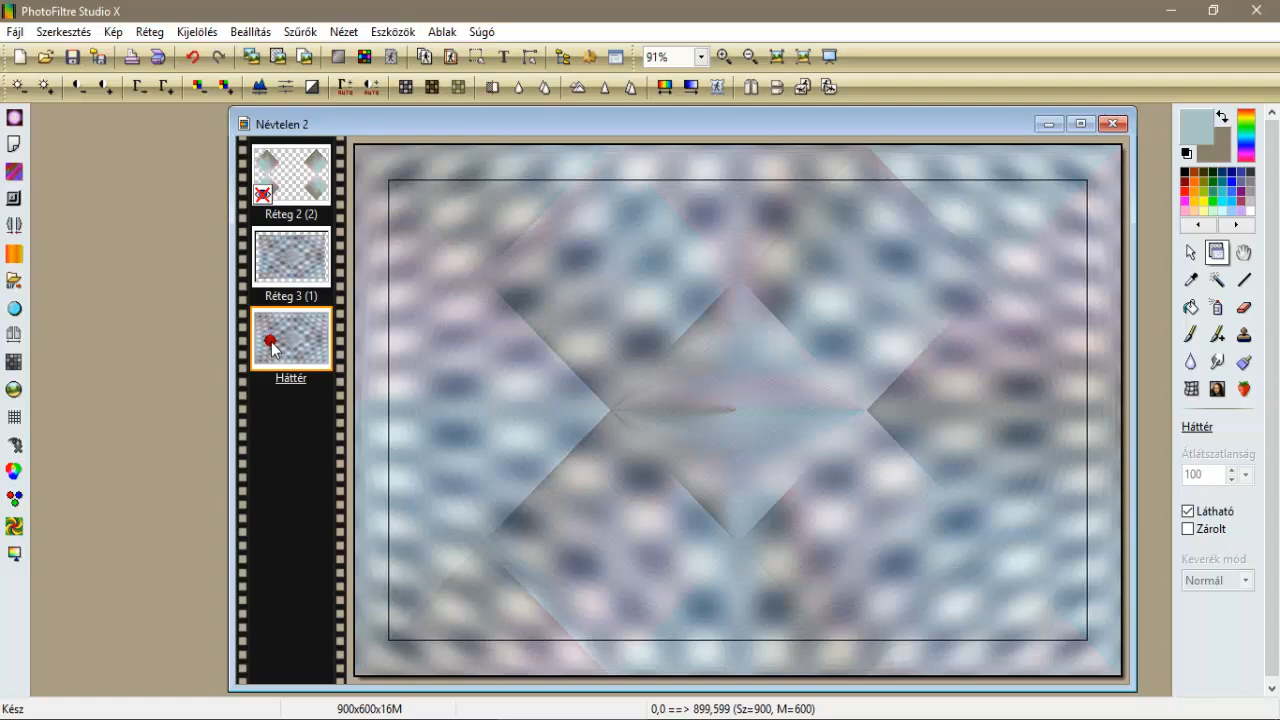 PhotoFiltre Studio X
Fájl Szerkesztés Kép Réteg Kijelölés Beállítás Szűrők Nézet Eszközök Ablak Súgó
91%
AUTO AUTO
Névtelen 2
Réteg 2 (2)
Réteg 3 (1)
Háttér
Háttér
Átlátszatlanság
100
Látható
Zárolt
Keverék mód
Normál
Kész
900x600x16M
0,0 ==> 899,599 (Sz=900, M=600)